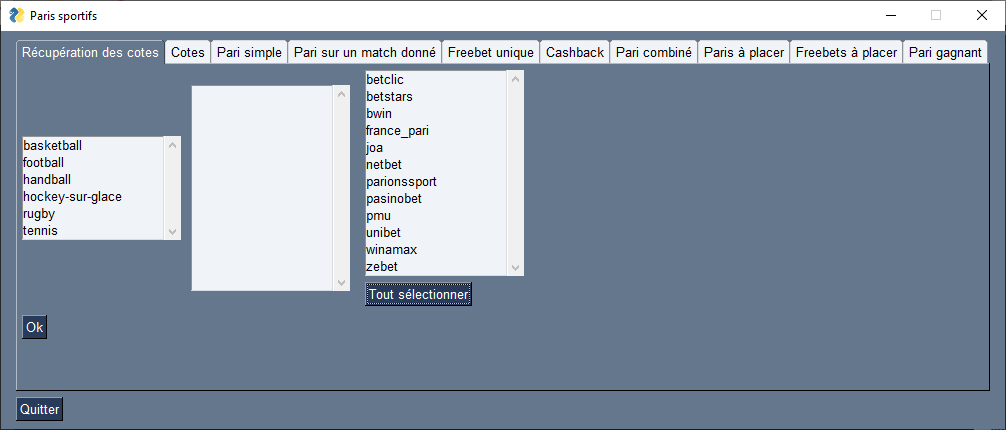 Paris sportifs
Récupération des cotes Cotes Pari simple Pari sur un match donné Freebet unique Cashback Pari combiné Paris à placer Freebets à placer Pari gagnant
basketball
football
handball
hockey-sur-glace
rugby
tennis
betclic
betstars
bwin
france_pari
joa
netbet
parionssport
pasinobet
pmu
unibet
winamax
zebet
Tout sélectionner
Ok
Quitter